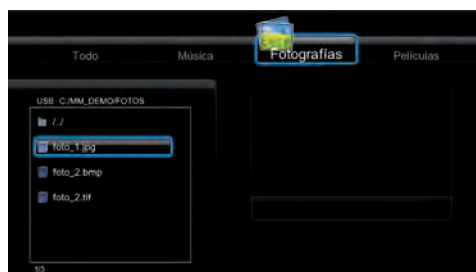 Todo Música Fotografías Películas
USB C:/MM_DEMO/FOTOS
/../
foto_1.jpg
foto_2.bmp
foto_2.tif
1/3